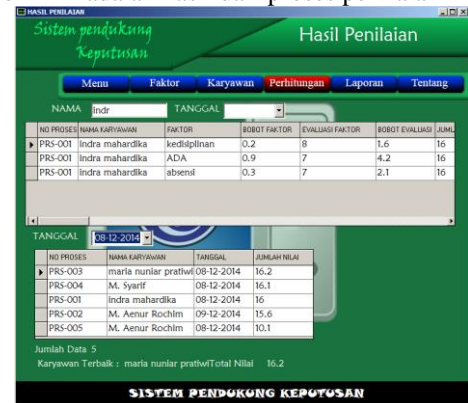 HASIL PENILAIAN
Sistem pendukung
Keputusan
Hasil Penilaian
Menu Faktor Karyawan Perhitungan Laporan Tentang
NAMA indr TANGGAL
NO PROSES NAMA KARYAWAN FAKTOR BOBOT FAKTOR EVALUASI FAKTOR BOBOT EVALUASI JUML
PRS-001 indra mahardika kedisiplinan 0.2 8 1.6 16
PRS-001 indra mahardika ADA 0.9 7 4.2 16
PRS-001 indra mahardika absensi 0.3 7 2.1 16
TANGGAL 08-12-2014
NO PROSES NAMA KARYAWAN TANGGAL JUMLAH NILAI
PRS-003 maria nuniar pratiwi 08-12-2014 16.2
PRS-004 M. Syarif 08-12-2014 16.1
PRS-001 indra mahardika 08-12-2014 16
PRS-002 M. Aenur Rochim 09-12-2014 15.6
PRS-005 M. Aenur Rochim 08-12-2014 10.1
Jumlah Data 5
Karyawan Terbaik : maria nuniar pratiwiTotal Nilai 16.2
SISTEM PENDUKUNG KEPUTUSAN